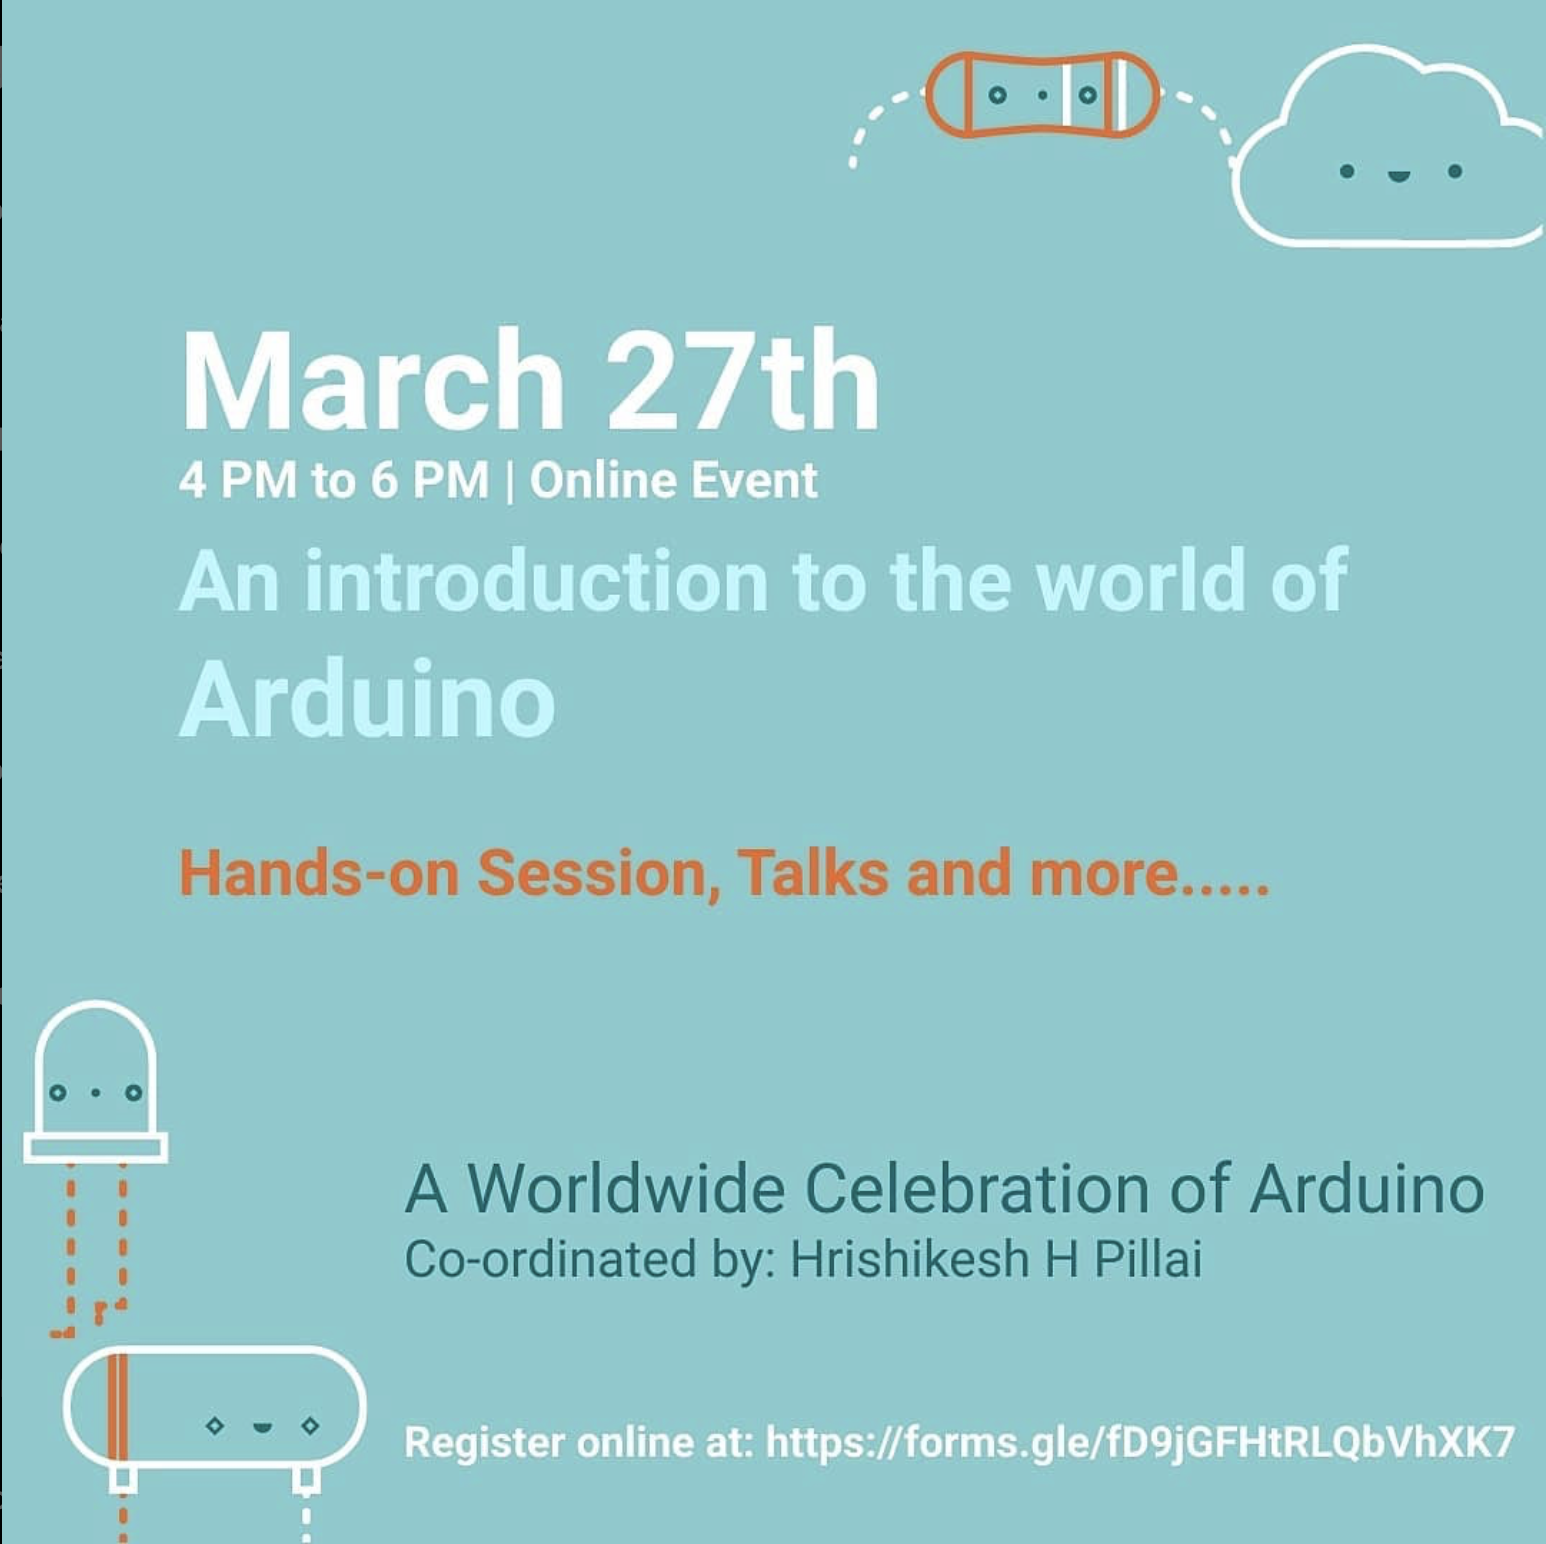 March 27th
4 PM to 6 PM | Online Event
An introduction to the world of
Arduino
Hands-on Session, Talks and more.....
A Worldwide Celebration of Arduino
Co-ordinated by: Hrishikesh H Pillai
Register online at: https://forms.gle/fD9jGFHtRLQbVhXK7